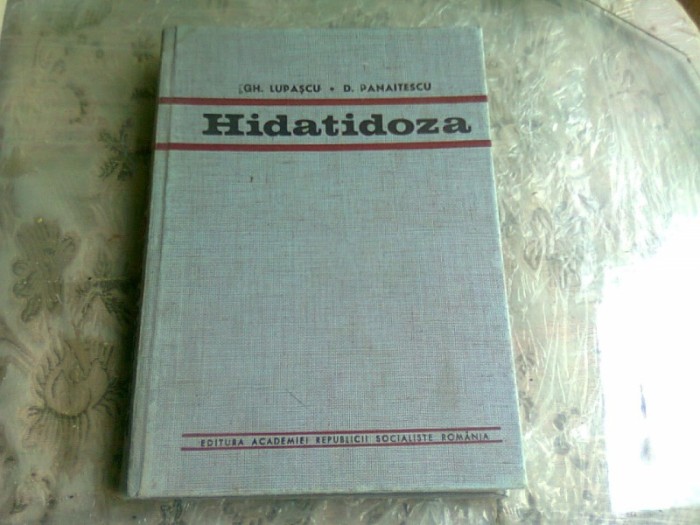 GH. LUPAŞCU • D. PANAITESCU
Hidatidoza
EDITURA ACADEMIEI REPUBLICII SOCIALISTE ROMÂNIA